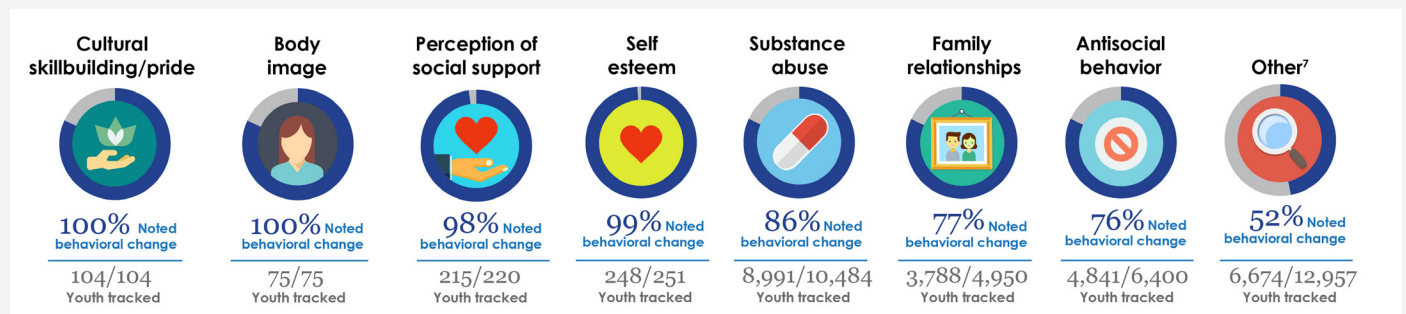 Cultural
skillbuilding/pride
100% Noted
behavioral change
104/104
Youth tracked
Body
image
100% Noted
behavioral change
75/75
Youth tracked
Perception of
social support
98% Noted
behavioral change
215/220
Youth tracked
Self
esteem
99% Noted
behavioral change
248/251
Youth tracked
Substance
abuse
86% Noted
behavioral change
8,991/10,484
Youth tracked
Family
relationships
77% Noted
behavioral change
3,788/4,950
Youth tracked
Antisocial
behavior
76% Noted
behavioral change
4,841/6,400
Youth tracked
Other⁷
52% Noted
behavioral change
6,674/12,957
Youth tracked